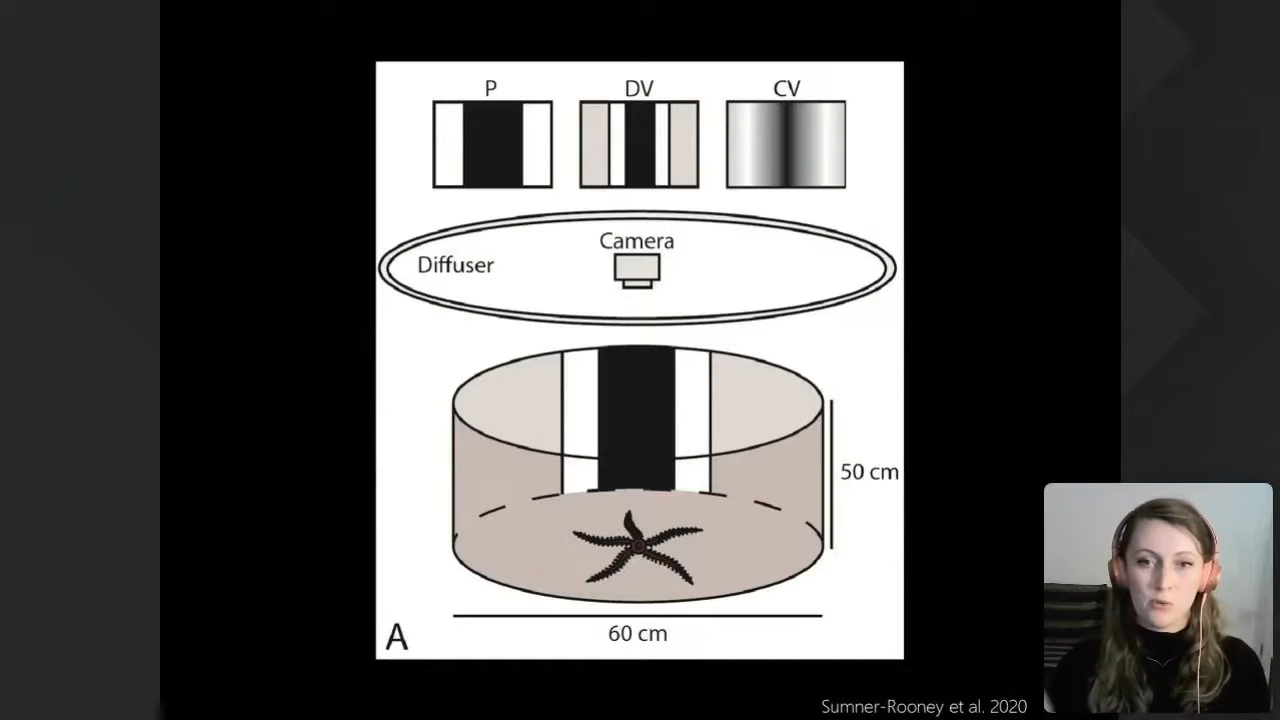 P
DV
CV
Camera
Diffuser
50 cm
A
60 cm
Sumner-Rooney et al. 2020